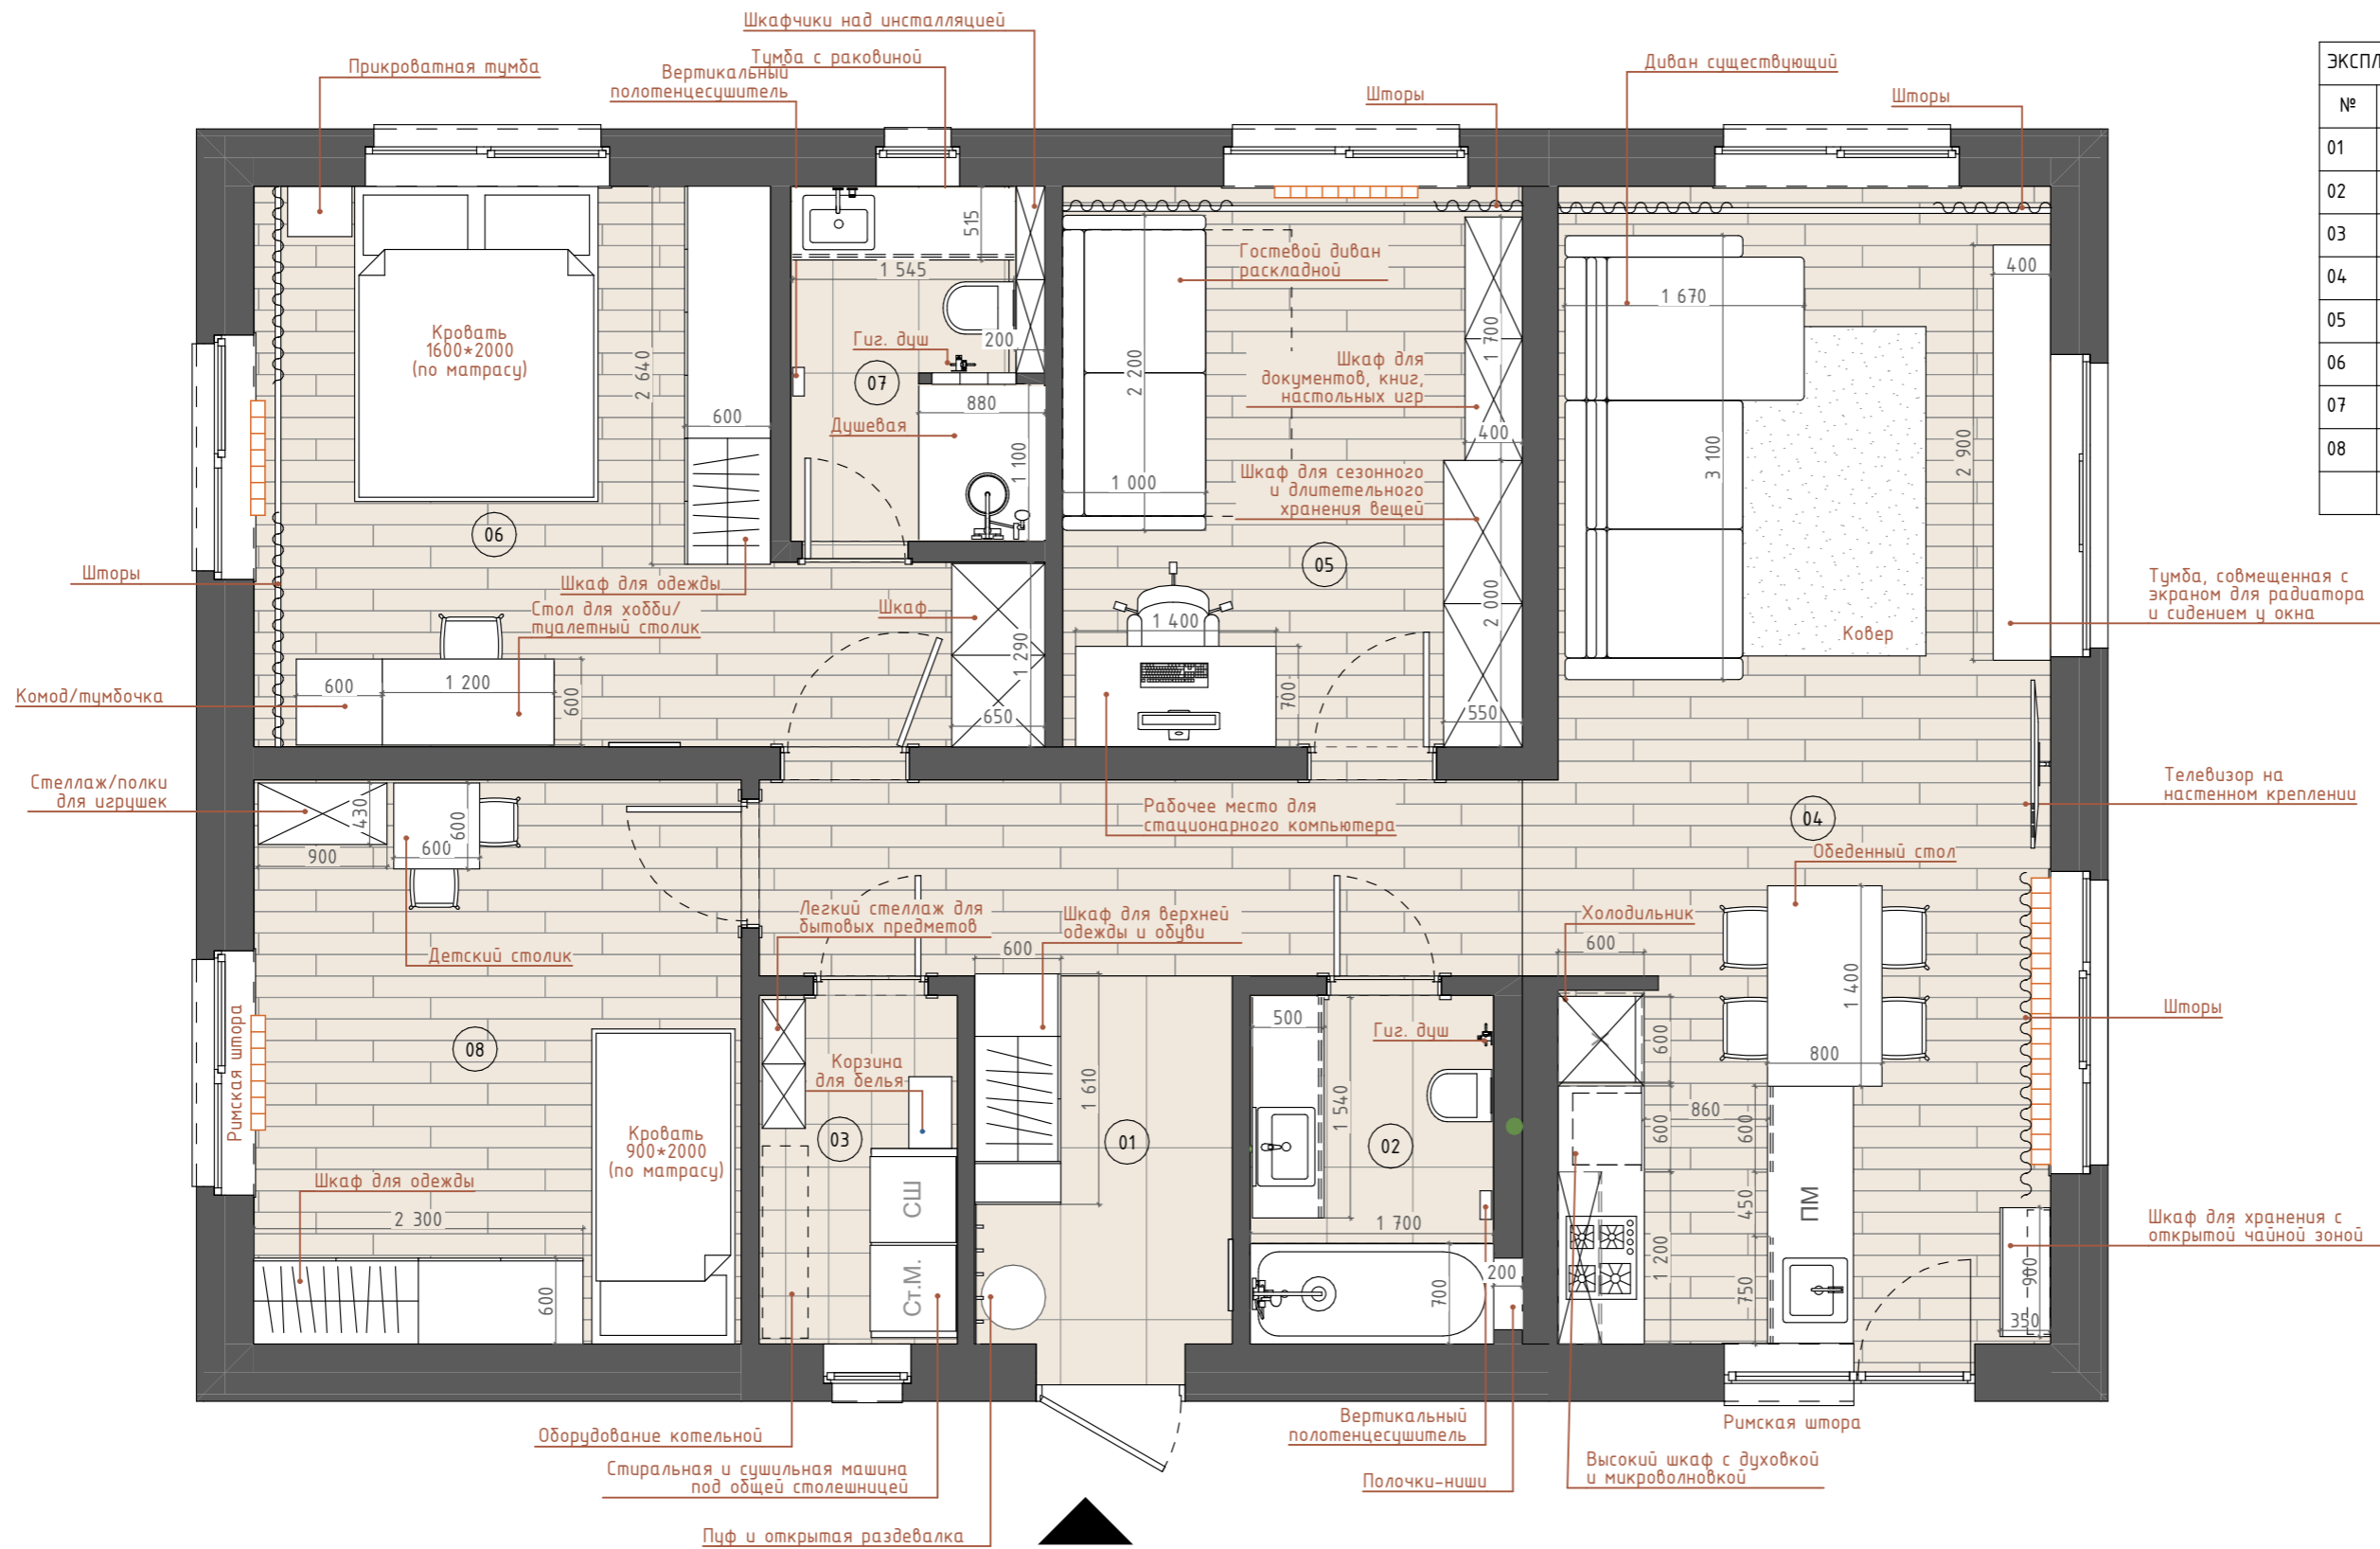 Шкафчики над инсталляцией
Тумба с раковиной
Прикроватная тумба
Вертикальный
полотенцесушитель
Диван существующий
Шторы
Шторы
ЭКСПЛ
№
01
02
03
04
05
06
07
08
515
1 545
Гостевой диван
раскладной
400
1 670
Кровать
1600*2000
(по матрасу)
2 640
Гиг. душ
200
07
880
600
Душевая
1 100
2 200
1 700
Шкаф для
документов, книг,
настольных игр
400
3 100
2 900
1 000
Шкаф для сезонного
и длительного
хранения вещей
06
05
Шторы
Шкаф для одежды
Стол для хобби/
туалетный столик
Шкаф
1 400
2 000
Ковер
Тумба, совмещенная с
экраном для радиатора
и сидением у окна
1 290
Комод/тумбочка
600
1 200
600
650
700
550
Стеллаж/полки
для игрушек
430
600
600
900
Рабочее место для
стационарного компьютера
04
Телевизор на
настенном креплении
Обеденный стол
Легкий стеллаж для
бытовых предметов
Шкаф для верхней
одежды и обуви
Холодильник
600
600
Детский столик
1 400
500
Гиг. душ
600
Шторы
Римская штора
08
Корзина
для белья
1 610
1 540
800
860
600
600
03
01
02
Кровать
900*2000
(по матрасу)
Шкаф для одежды
2 300
СШ
1 700
450
ПМ
Шкаф для хранения с
открытой чайной зоной
600
Ст.М.
700
200
1 200
750
900
350
Оборудование котельной
Вертикальный
полотенцесушитель
Римская штора
Стиральная и сушильная машина
под общей столешницей
Полочки-ниши
Высокий шкаф с духовкой
и микроволновкой
Пуф и открытая раздевалка